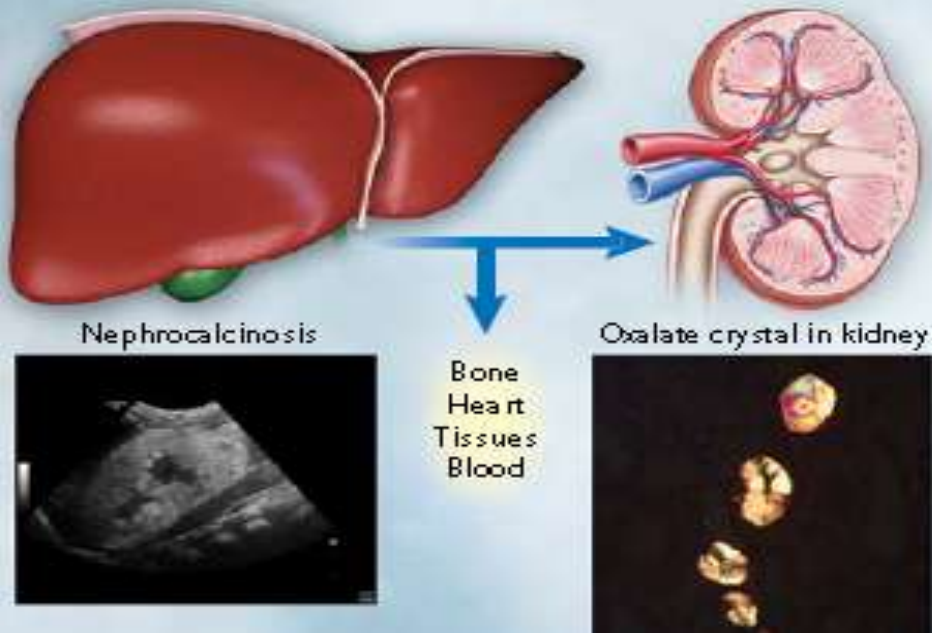 Nephrocalcinosis
Oxalate crystal in kidney
Bone
Heart
Tissues
Blood